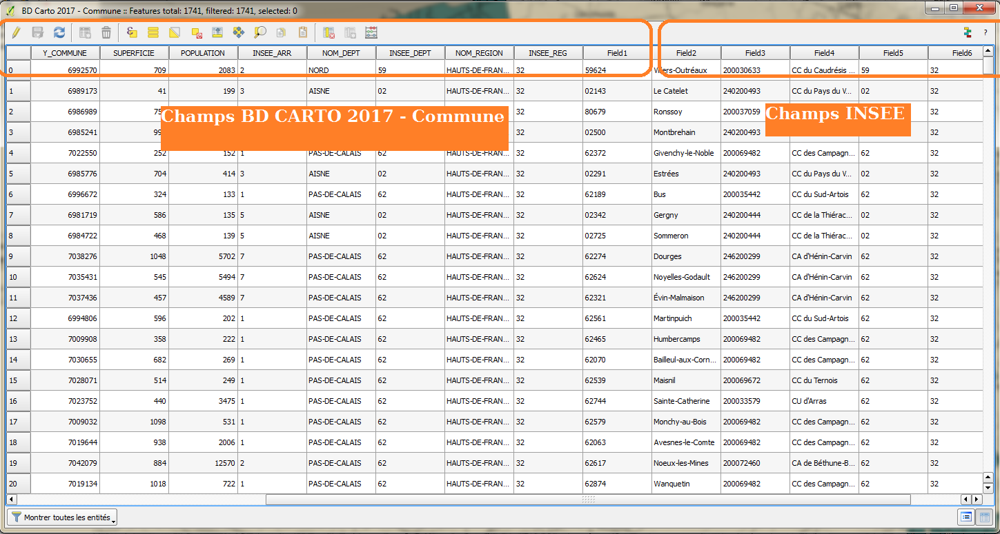 BD Carto 2017 - Commune :: Features total: 1741, filtered: 1741, selected: 0
?
Y_COMMUNE SUPERFICIE POPULATION INSEE_ARR NOM_DEPT INSEE_DEPT NOM_REGION INSEE_REG Field1 Field2 Field3 Field4 Field5 Field6
0 6992570 709 2083 2 NORD 59 HAUTS-DE-FRAN... 32 59624 Villers-Outréaux 200030633 CC du Caudrésis ... 59 32
1 6989173 41 199 3 AISNE 02 HAUTS-DE-FRAN... 32 02143 Le Catelet 240200493 CC du Pays du V... 02 32
2 6986989 32 80679 Ronssoy 200037059 32
Champs BD CARTO 2017 - Commune
Champs INSEE
3 6985241 32 02500 Montbrehain 240200493 32
4 7022550 252 152 1 PAS-DE-CALAIS 62 HAUTS-DE-FRAN... 32 62372 Givenchy-le-Noble 200069482 CC des Campagn... 62 32
5 6985776 704 414 3 AISNE 02 HAUTS-DE-FRAN... 32 02291 Estrées 240200493 CC du Pays du V... 02 32
6 6996672 324 133 1 PAS-DE-CALAIS 62 HAUTS-DE-FRAN... 32 62189 Bus 200035442 CC du Sud-Artois 62 32
7 6981719 586 135 5 AISNE 02 HAUTS-DE-FRAN... 32 02342 Gergny 240200444 CC de la Thiérac... 02 32
8 6984722 468 139 5 AISNE 02 HAUTS-DE-FRAN... 32 02725 Sommeron 240200444 CC de la Thiérac... 02 32
9 7038276 1048 5702 7 PAS-DE-CALAIS 62 HAUTS-DE-FRAN... 32 62274 Dourges 246200299 CA d'Hénin-Carvin 62 32
10 7035431 545 5494 7 PAS-DE-CALAIS 62 HAUTS-DE-FRAN... 32 62624 Noyelles-Godault 246200299 CA d'Hénin-Carvin 62 32
11 7037436 457 4589 7 PAS-DE-CALAIS 62 HAUTS-DE-FRAN... 32 62321 Évin-Malmaison 246200299 CA d'Hénin-Carvin 62 32
12 6994806 596 202 1 PAS-DE-CALAIS 62 HAUTS-DE-FRAN... 32 62561 Martinpuich 200035442 CC du Sud-Artois 62 32
13 7009908 358 222 1 PAS-DE-CALAIS 62 HAUTS-DE-FRAN... 32 62465 Humbercamps 200069482 CC des Campagn... 62 32
14 7030655 682 269 1 PAS-DE-CALAIS 62 HAUTS-DE-FRAN... 32 62070 Bailleul-aux-Corn... 200069482 CC des Campagn... 62 32
15 7028071 514 249 1 PAS-DE-CALAIS 62 HAUTS-DE-FRAN... 32 62539 Maisnil 200069672 CC du Ternois 62 32
16 7023752 440 3475 1 PAS-DE-CALAIS 62 HAUTS-DE-FRAN... 32 62744 Sainte-Catherine 200033579 CU d'Arras 62 32
17 7009032 1098 531 1 PAS-DE-CALAIS 62 HAUTS-DE-FRAN... 32 62579 Monchy-au-Bois 200069482 CC des Campagn... 62 32
18 7019644 938 2006 1 PAS-DE-CALAIS 62 HAUTS-DE-FRAN... 32 62063 Avesnes-le-Comte 200069482 CC des Campagn... 62 32
19 7042079 884 12570 2 PAS-DE-CALAIS 62 HAUTS-DE-FRAN... 32 62617 Noeux-les-Mines 200072460 CA de Béthune-B... 62 32
20 7019134 1018 722 1 PAS-DE-CALAIS 62 HAUTS-DE-FRAN... 32 62874 Wanquetin 200069482 CC des Campagn... 62 32
Montrer toutes les entités